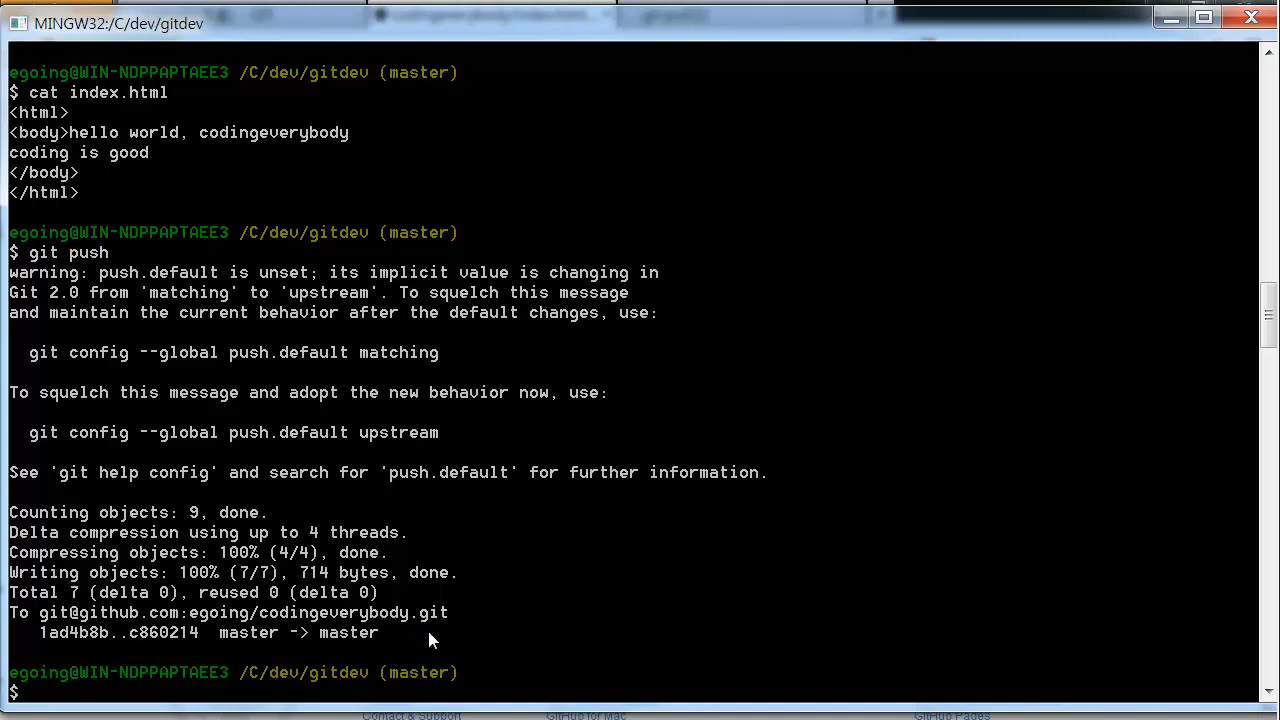 MINGW32:/C/dev/gitdev
egoing@WIN-NDPPAPTAEE3 /C/dev/gitdev (master)
$ cat index.html
<html>
<body>hello world, codingeverybody
coding is good
</body>
</html>
egoing@WIN-NDPPAPTAEE3 /C/dev/gitdev (master)
$ git push
warning: push.default is unset; its implicit value is changing in
Git 2.0 from 'matching' to 'upstream'. To squelch this message
and maintain the current behavior after the default changes, use:
git config --global push.default matching
To squelch this message and adopt the new behavior now, use:
git config --global push.default upstream
See 'git help config' and search for 'push.default' for further information.
Counting objects: 9, done.
Delta compression using up to 4 threads.
Compressing objects: 100% (4/4), done.
Writing objects: 100% (7/7), 714 bytes, done.
Total 7 (delta 0), reused 0 (delta 0)
To git@github.com:egoing/codingeverybody.git
1ad4b8b..c860214  master -> master
egoing@WIN-NDPPAPTAEE3 /C/dev/gitdev (master)
$
Contact & Support GitHub for Mac GitHub Pages